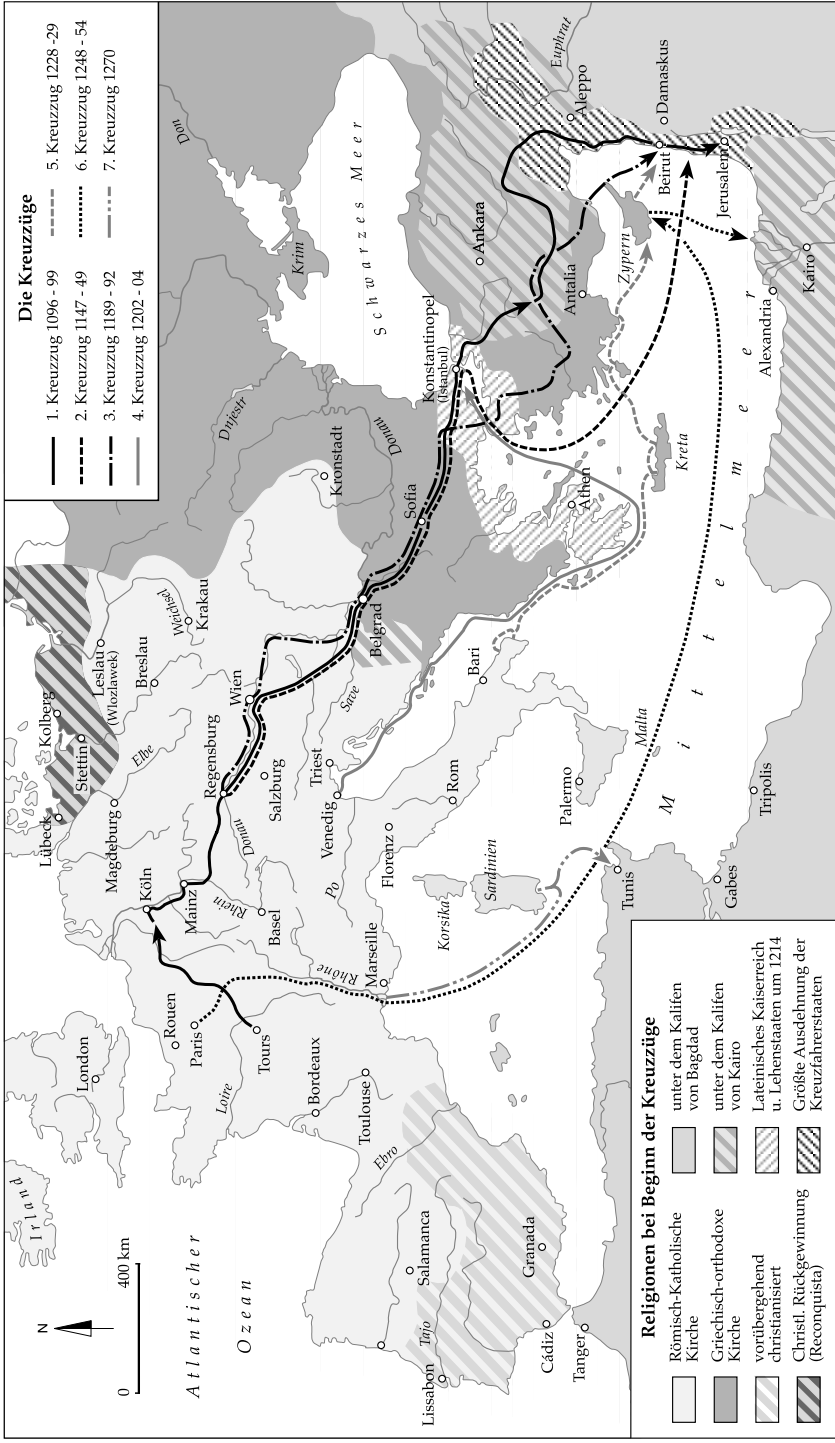 Die Kreuzzüge
1. Kreuzzug 1096 - 99
2. Kreuzzug 1147 - 49
3. Kreuzzug 1189 - 92
4. Kreuzzug 1202 - 04
5. Kreuzzug 1228 -29
6. Kreuzzug 1248 - 54
7. Kreuzzug 1270
N
0
400 km
Irland
Atlantischer
Ozean
London
Rouen
Paris
Tours
Loire
Bordeaux
Toulouse
Ebro
Salamanca
Tajo
Lissabon
Granada
Cádiz
Tanger
Köln
Mainz
Rhein
Basel
Rhône
Marseille
Lübeck
Kolberg
Stettin
Magdeburg
Elbe
Leslau
(Wlozlawek)
Breslau
Weichsel
Krakau
Regensburg
Donau
Wien
Salzburg
Triest
Venedig
Save
Po
Florenz
Rom
Bari
Korsika
Sardinien
Palermo
Malta
Tunis
Gabes
Tripolis
Mittelmeer
Belgrad
Sofia
Kronstadt
Donau
Dnjestr
Don
Krim
Schwarzes Meer
Konstantinopel
(Istanbul)
Athen
Kreta
Ankara
Antalia
Zypern
Euphrat
Aleppo
Damaskus
Beirut
Jerusalem
Alexandria
Kairo
Religionen bei Beginn der Kreuzzüge
Römisch-Katholische
Kirche
Griechisch-orthodoxe
Kirche
vorübergehend
christianisiert
Christl. Rückgewinnung
(Reconquista)
unter dem Kalifen
von Bagdad
unter dem Kalifen
von Kairo
Lateinisches Kaiserreich
u. Lehenstaaten um 1214
Größte Ausdehnung der
Kreuzfahrerstaaten